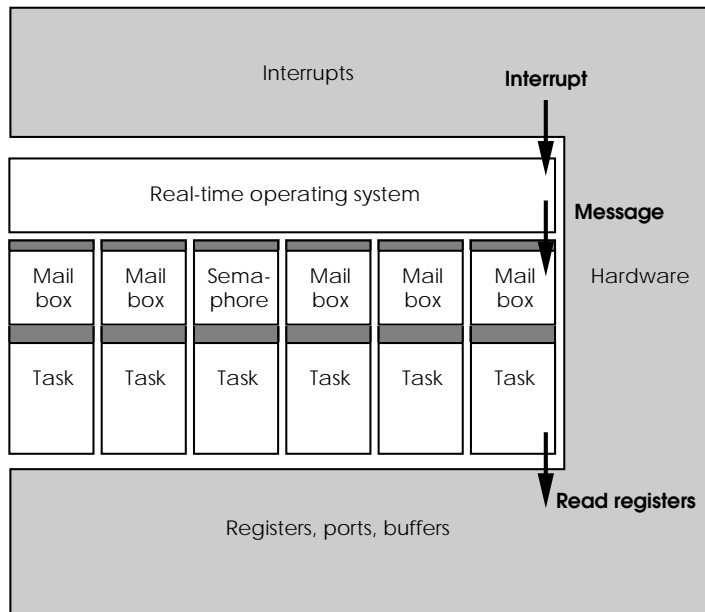 Interrupts
Interrupt
Real-time operating system
Message
Mail
box
Mail
box
Sema-
phore
Mail
box
Mail
box
Mail
box
Hardware
Task
Task
Task
Task
Task
Task
Read registers
Registers, ports, buffers